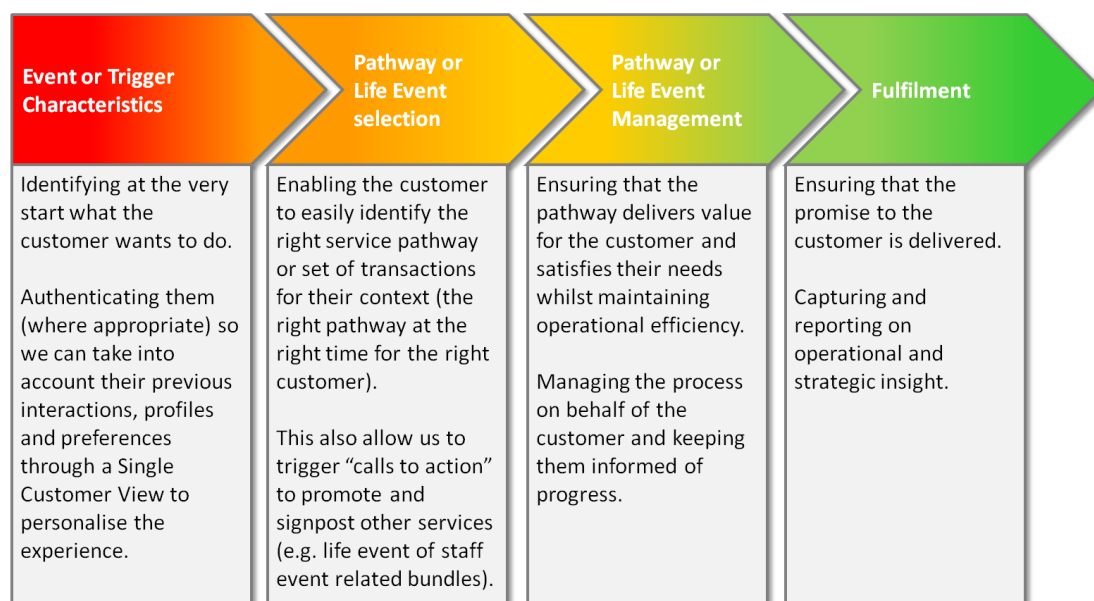 Event or Trigger
Characteristics
Identifying at the very
start what the
customer wants to do.
Authenticating them
(where appropriate) so
we can take into
account their previous
interactions, profiles
and preferences
through a Single
Customer View to
personalise the
experience.
Pathway or
Life Event
selection
Enabling the customer
to easily identify the
right service pathway
or set of transactions
for their context (the
right pathway at the
right time for the right
customer).
This also allow us to
trigger “calls to action”
to promote and
signpost other services
(e.g. life event of staff
event related bundles).
Pathway or
Life Event
Management
Ensuring that the
pathway delivers value
for the customer and
satisfies their needs
whilst maintaining
operational efficiency.
Managing the process
on behalf of the
customer and keeping
them informed of
progress.
Fulfilment
Ensuring that the
promise to the
customer is delivered.
Capturing and
reporting on
operational and
strategic insight.